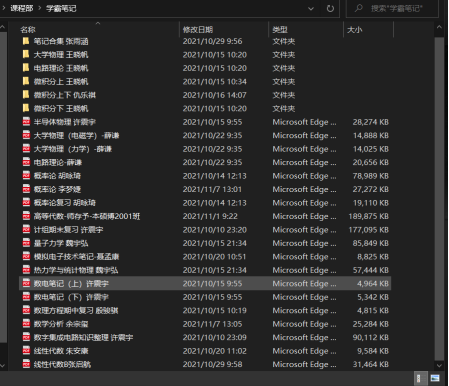 课程部 › 学霸笔记
搜索"学霸笔记"
名称 修改日期 类型 大小
笔记合集 张雨涵 2021/10/29 9:56 文件夹
大学物理 王晓帆 2021/10/15 10:20 文件夹
电路理论 王晓帆 2021/10/15 10:20 文件夹
微积分上 王晓帆 2021/10/15 10:34 文件夹
微积分上下 仇乐祺 2021/10/16 14:07 文件夹
微积分下 王晓帆 2021/10/15 10:20 文件夹
半导体物理 许震宇 2021/10/15 9:55 Microsoft Edge ... 28,274 KB
大学物理（电磁学）-薛谦 2021/10/22 9:35 Microsoft Edge ... 14,888 KB
大学物理（力学）-薛谦 2021/10/22 9:35 Microsoft Edge ... 14,025 KB
电路理论-薛谦 2021/10/22 9:35 Microsoft Edge ... 20,656 KB
概率论 胡咏琦 2021/10/14 12:13 Microsoft Edge ... 78,989 KB
概率论 李梦婕 2021/11/7 13:01 Microsoft Edge ... 27,272 KB
概率论复习 胡咏琦 2021/10/14 12:13 Microsoft Edge ... 19,110 KB
高等代数-师存予-本硕博2001班 2021/11/1 9:22 Microsoft Edge ... 189,875 KB
计组期末复习 许震宇 2021/10/10 23:20 Microsoft Edge ... 177,095 KB
量子力学 魏宇弘 2021/10/15 21:34 Microsoft Edge ... 85,849 KB
模拟电子技术笔记-聂孟康 2021/10/20 10:51 Microsoft Edge ... 8,825 KB
热力学与统计物理 魏宇弘 2021/10/15 21:34 Microsoft Edge ... 57,444 KB
数电笔记（上）许震宇 2021/10/15 9:55 Microsoft Edge ... 4,964 KB
数电笔记（下）许震宇 2021/10/15 9:55 Microsoft Edge ... 5,342 KB
数理方程期中复习 殷骏骐 2021/10/15 10:19 Microsoft Edge ... 4,815 KB
数学分析 余宗玺 2021/11/7 13:05 Microsoft Edge ... 25,284 KB
数字集成电路知识整理 许震宇 2021/10/10 23:09 Microsoft Edge ... 90,112 KB
线性代数 朱安康 2021/10/20 11:02 Microsoft Edge ... 9,584 KB
线性代数B张启航 2021/10/29 9:58 Microsoft Edge ... 31,464 KB